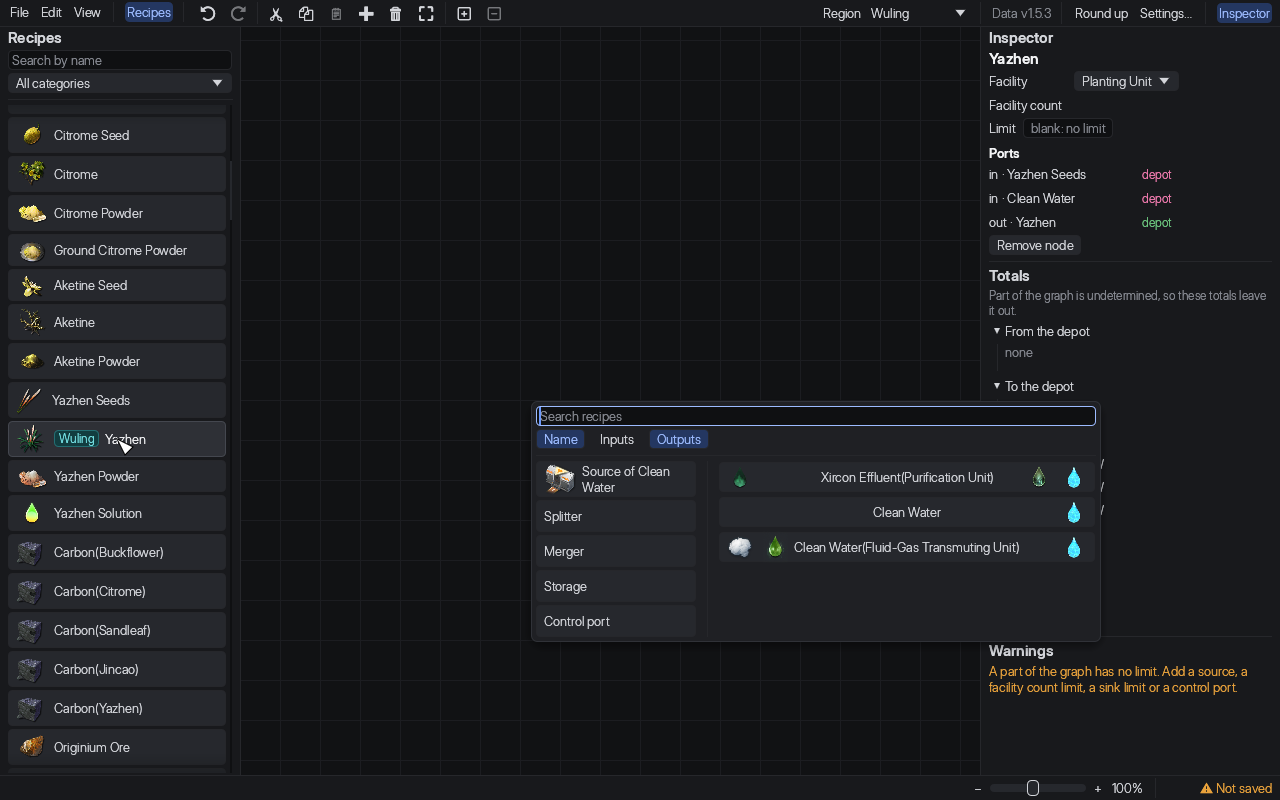 File Edit View Recipes Region Wuling Data v1.5.3 Round up Settings... Inspector
Recipes
Search by name
All categories
Citrome Seed
Citrome
Citrome Powder
Ground Citrome Powder
Aketine Seed
Aketine
Aketine Powder
Yazhen Seeds
Wuling Yazhen
Yazhen Powder
Yazhen Solution
Carbon(Buckflower)
Carbon(Citrome)
Carbon(Sandleaf)
Carbon(Jincao)
Carbon(Yazhen)
Originium Ore
Search recipes
Name Inputs Outputs
Source of Clean
Water
Splitter
Merger
Storage
Control port
Xircon Effluent(Purification Unit)
Clean Water
Clean Water(Fluid-Gas Transmuting Unit)
Inspector
Yazhen
Facility Planting Unit
Facility count
Limit blank: no limit
Ports
in · Yazhen Seeds depot
in · Clean Water depot
out · Yazhen depot
Remove node
Totals
Part of the graph is undetermined, so these totals leave
it out.
From the depot
none
To the depot
/
/
/
Warnings
A part of the graph has no limit. Add a source, a
facility count limit, a sink limit or a control port.
− + 100% Not saved